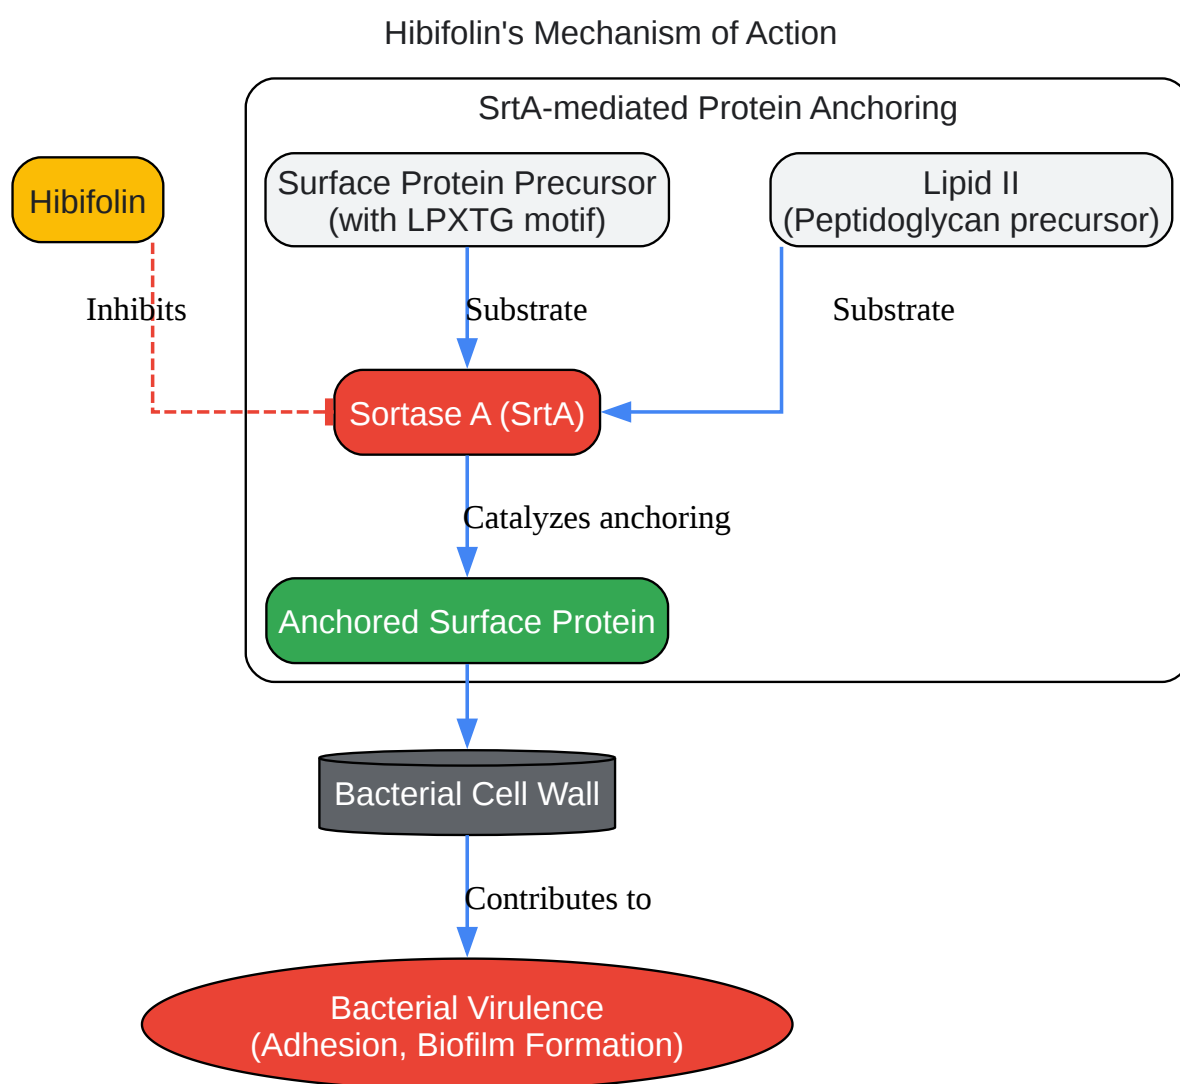 Hibifolin's Mechanism of Action
SrtA-mediated Protein Anchoring
Hibifolin
Surface Protein Precursor
(with LPXTG motif)
Lipid II
(Peptidoglycan precursor)
Inhibits
Substrate
Substrate
Sortase A (SrtA)
Catalyzes anchoring
Anchored Surface Protein
Bacterial Cell Wall
Contributes to
Bacterial Virulence
(Adhesion, Biofilm Formation)